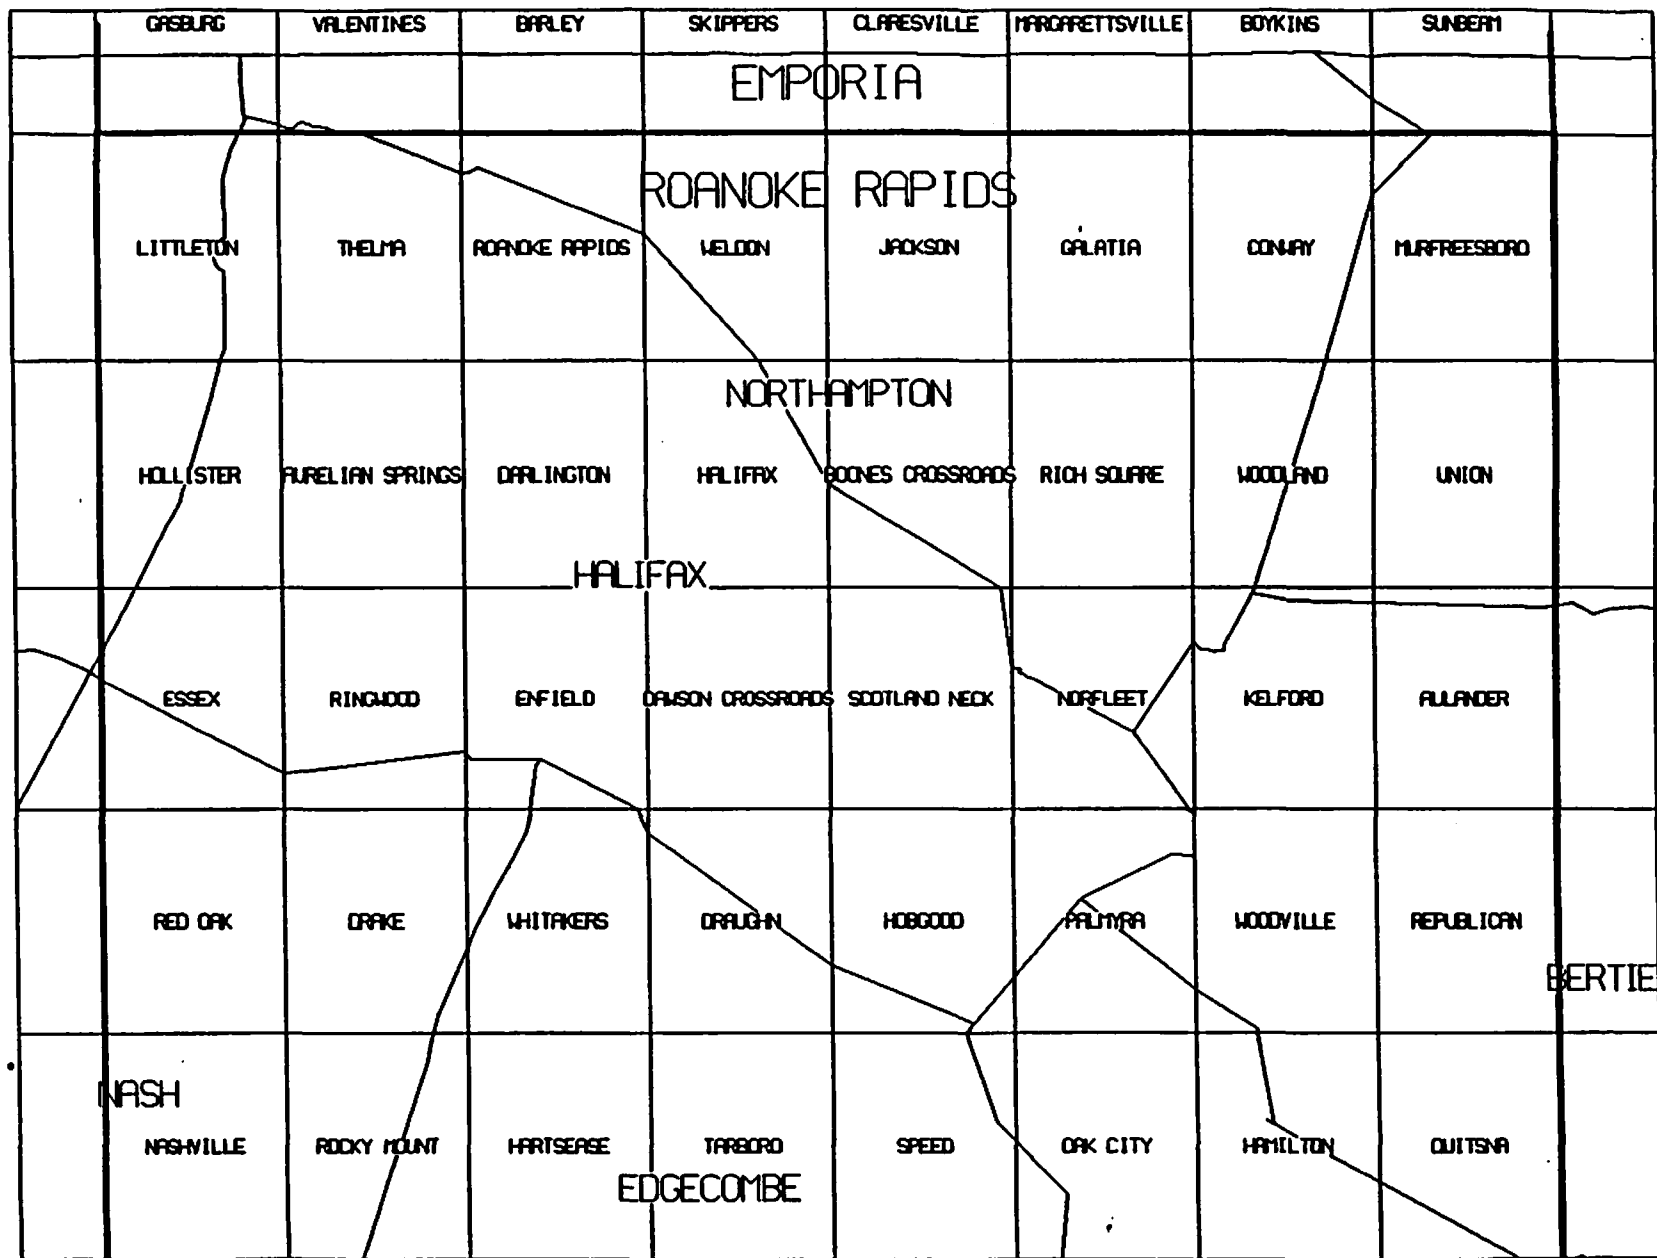 GASBURG VALENTINES BARLEY SKIPPERS CLARESVILLE MARGARETTSVILLE BOYKINS SUNBEAM
EMPORIA
ROANOKE RAPIDS
LITTLETON THELMA ROANOKE RAPIDS WELDON JACKSON GALATIA CONWAY MURFREESBORO
NORTHAMPTON
HOLLISTER AURELIAN SPRINGS DARLINGTON HALIFAX BOONES CROSSROADS RICH SQUARE WOODLAND UNION
HALIFAX
ESSEX RINGWOOD ENFIELD DAWSON CROSSROADS SCOTLAND NECK NORFLEET KELFORD AULANDER
RED OAK DRAKE WHITAKERS DRAUGHN HOBGOOD PALMYRA WOODVILLE REPUBLICAN
BERTIE
NASH
NASHVILLE ROCKY MOUNT HARTSEASE TARBORO SPEED OAK CITY HAMILTON QUITSNA
EDGECOMBE